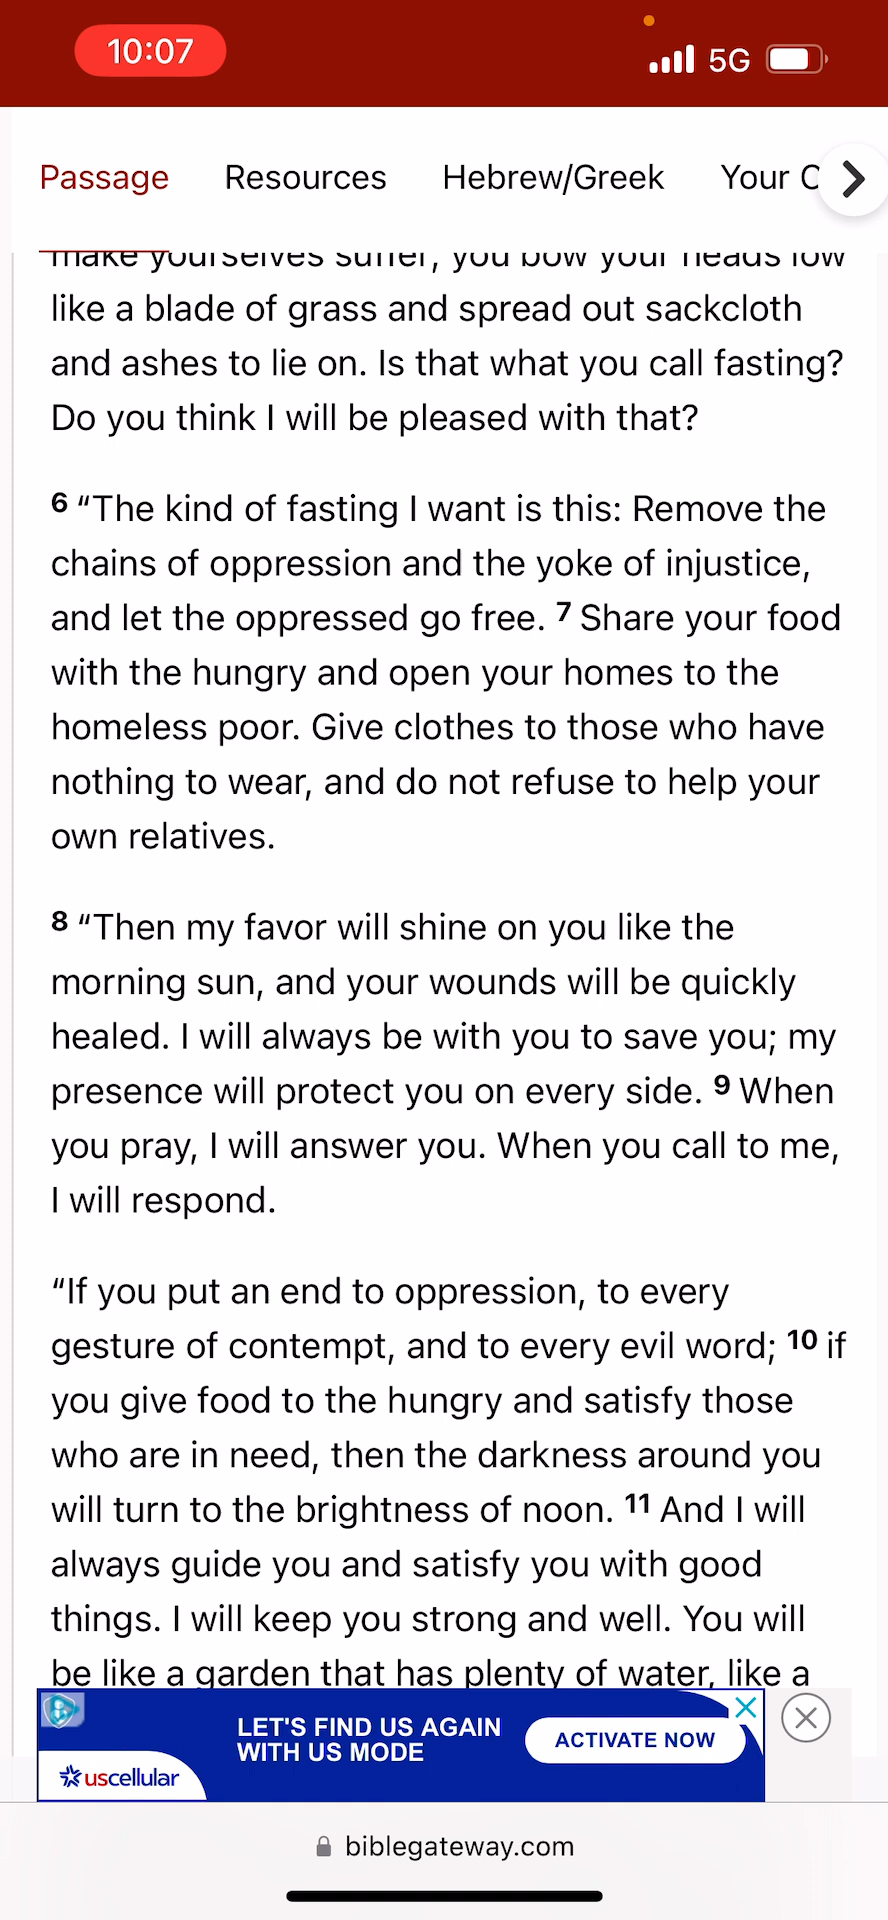 10:07
5G
Passage Resources Hebrew/Greek Your
make yourselves suffer, you bow your heads low
like a blade of grass and spread out sackcloth
and ashes to lie on. Is that what you call fasting?
Do you think I will be pleased with that?
6 “The kind of fasting I want is this: Remove the
chains of oppression and the yoke of injustice,
and let the oppressed go free. 7 Share your food
with the hungry and open your homes to the
homeless poor. Give clothes to those who have
nothing to wear, and do not refuse to help your
own relatives.
8 “Then my favor will shine on you like the
morning sun, and your wounds will be quickly
healed. I will always be with you to save you; my
presence will protect you on every side. 9 When
you pray, I will answer you. When you call to me,
I will respond.
“If you put an end to oppression, to every
gesture of contempt, and to every evil word; 10 if
you give food to the hungry and satisfy those
who are in need, then the darkness around you
will turn to the brightness of noon. 11 And I will
always guide you and satisfy you with good
things. I will keep you strong and well. You will
be like a garden that has plenty of water, like a
LET'S FIND US AGAIN
WITH US MODE
ACTIVATE NOW
uscellular
biblegateway.com